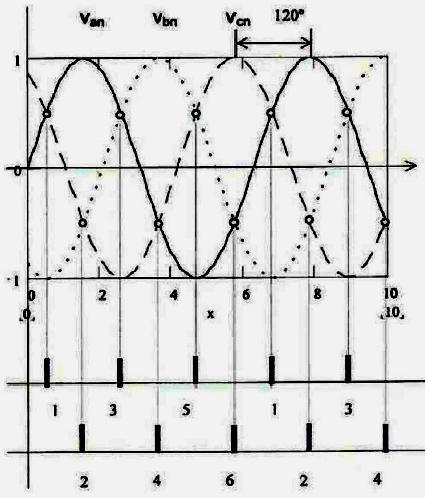 Van Vbn Vcn 120°
1
0
-1
0 2 4 6 8 10
.0. x .10.
1 3 5 1 3
2 4 6 2 4